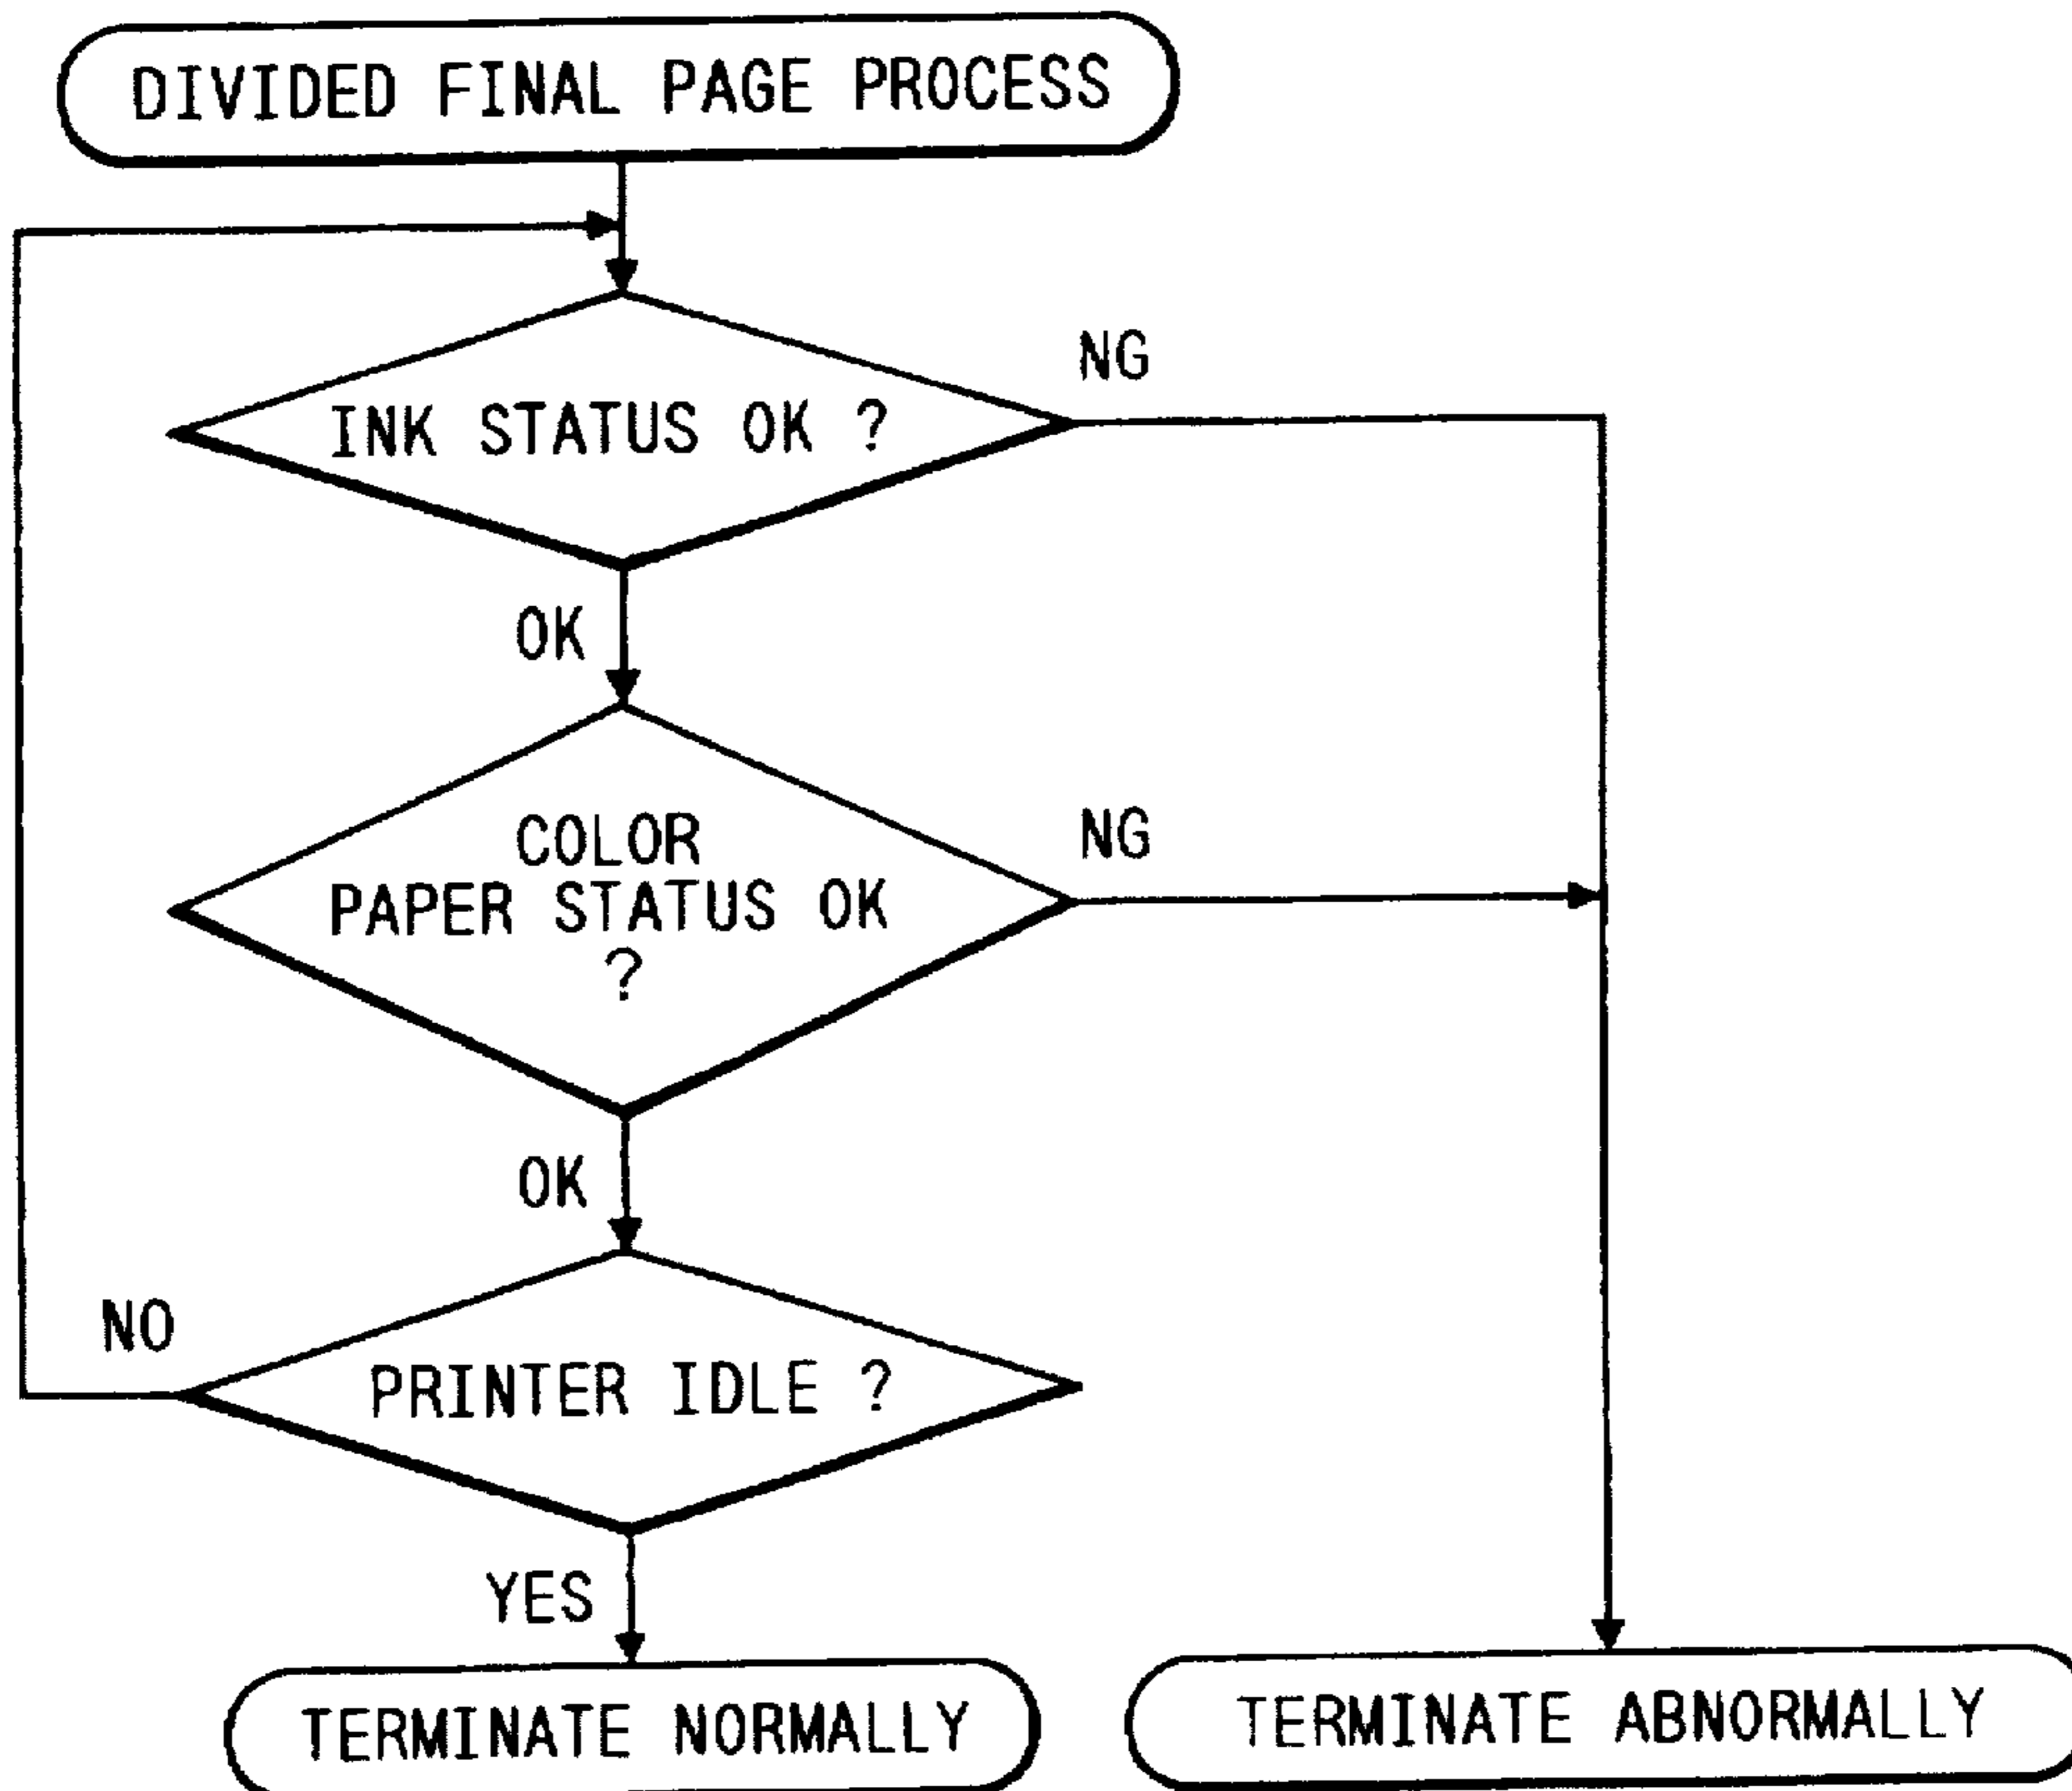 DIVIDED FINAL PAGE PROCESS
NG
INK STATUS OK ?
OK
COLOR
NG
PAPER STATUS OK
?
OK
NO
PRINTER IDLE ?
YES
TERMINATE NORMALLY
TERMINATE ABNORMALLY